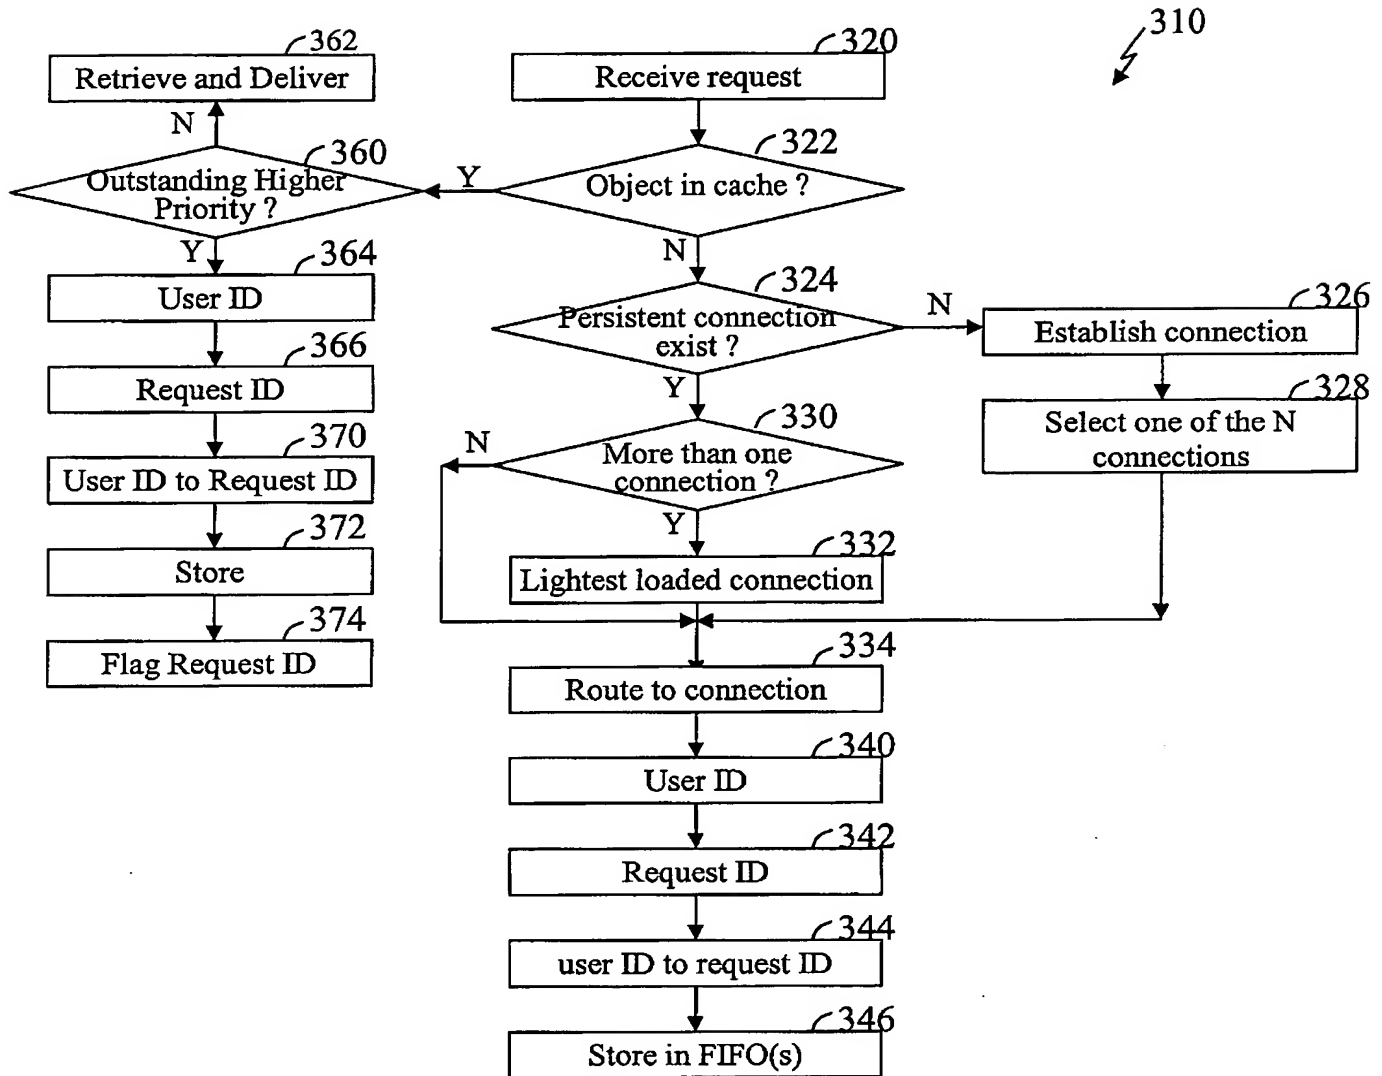 310
362
Retrieve and Deliver
320
Receive request
N
360
Outstanding Higher
Priority ?
Y
322
Object in cache ?
Y
N
364
User ID
324
Persistent connection
exist ?
N
326
Establish connection
366
Request ID
Y
328
Select one of the N
connections
370
User ID to Request ID
330
More than one
connection ?
N
Y
372
Store
332
Lightest loaded connection
374
Flag Request ID
334
Route to connection
340
User ID
342
Request ID
344
user ID to request ID
346
Store in FIFO(s)